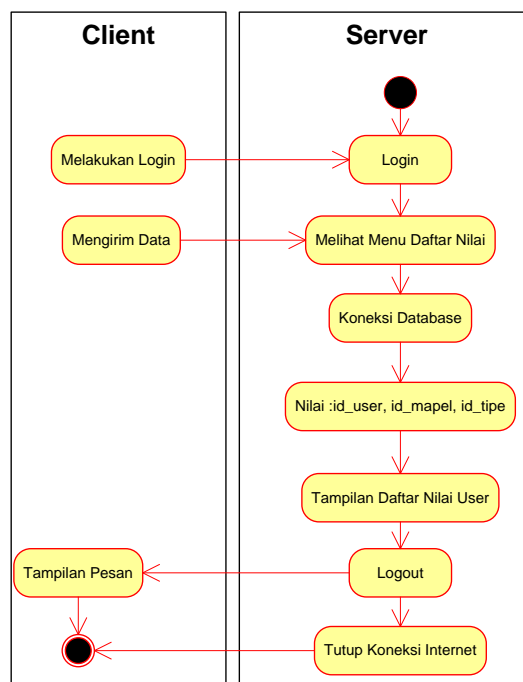 Client
Server
Melakukan Login
Login
Mengirim Data
Melihat Menu Daftar Nilai
Koneksi Database
Nilai :id_user, id_mapel, id_tipe
Tampilan Daftar Nilai User
Tampilan Pesan
Logout
Tutup Koneksi Internet